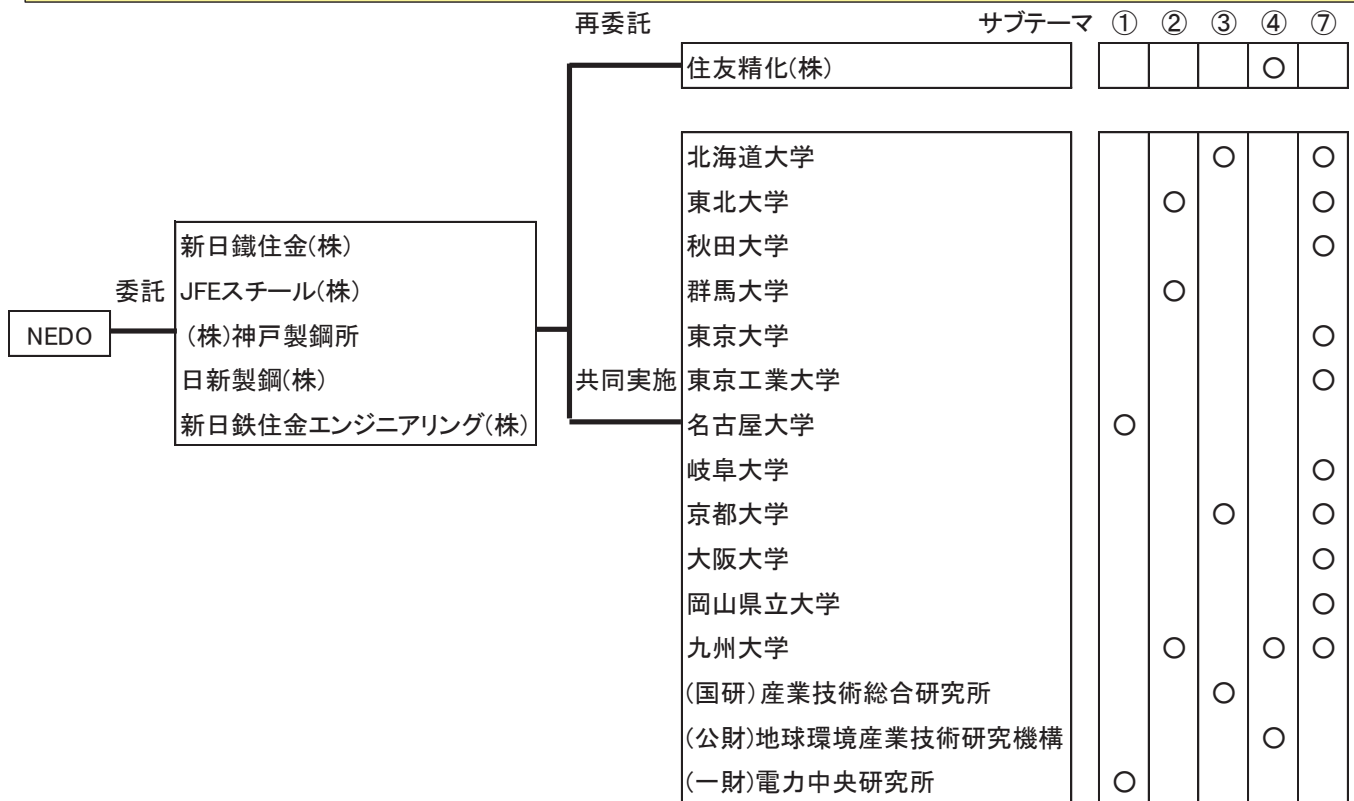 再委託 サブテーマ ① ② ③ ④ ⑦
住友精化(株) ○
北海道大学 ○ ○
東北大学 ○ ○
新日鐵住金(株) 秋田大学 ○
委託 JFEスチール(株) 群馬大学 ○
NEDO (株)神戸製鋼所 東京大学 ○
日新製鋼(株) 共同実施 東京工業大学 ○
新日鉄住金エンジニアリング(株) 名古屋大学 ○
岐阜大学 ○
京都大学 ○ ○
大阪大学 ○
岡山県立大学 ○
九州大学 ○ ○ ○
(国研)産業技術総合研究所 ○
(公財)地球環境産業技術研究機構 ○
(一財)電力中央研究所 ○